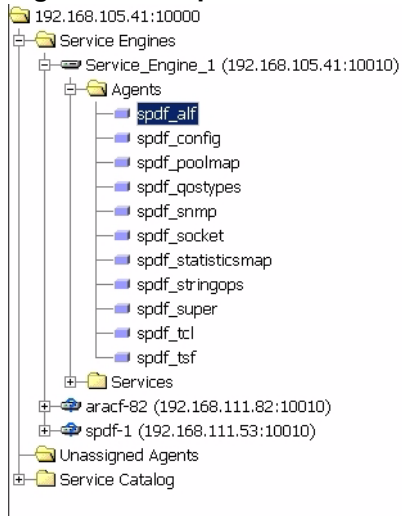 192.168.105.41:10000
Service Engines
Service_Engine_1 (192.168.105.41:10010)
Agents
spdf_alf
spdf_config
spdf_poolmap
spdf_qostypes
spdf_snmp
spdf_socket
spdf_statisticsmap
spdf_stringops
spdf_super
spdf_tcl
spdf_tsf
Services
aracf-82 (192.168.111.82:10010)
spdf-1 (192.168.111.53:10010)
Unassigned Agents
Service Catalog